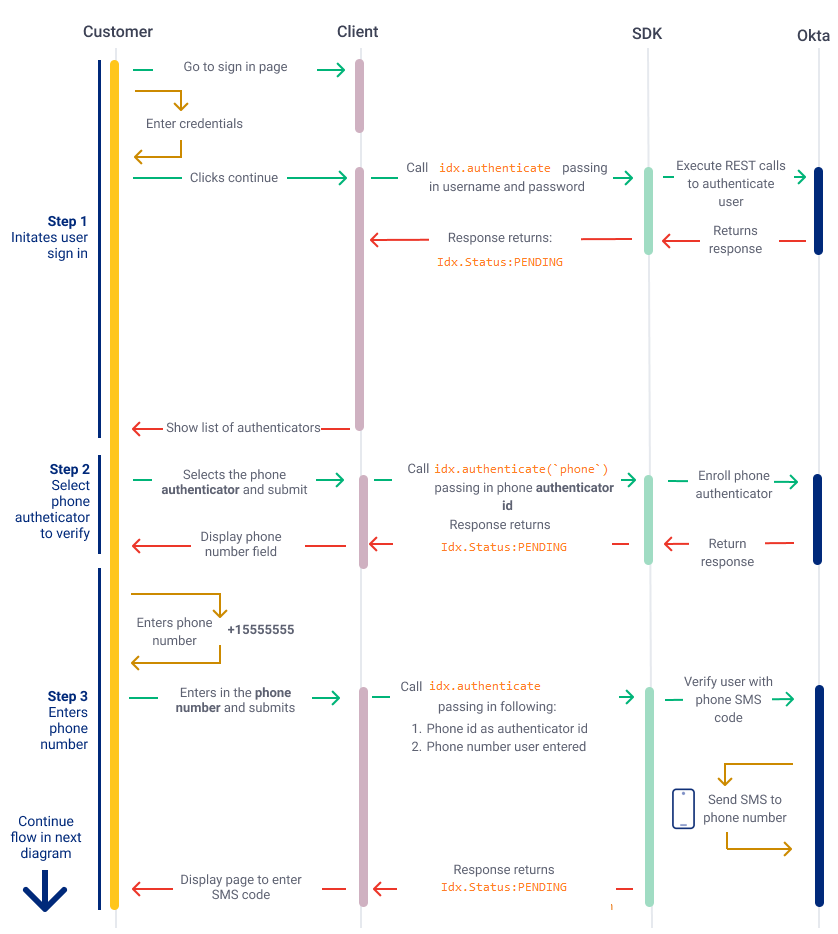 Customer
Client
SDK
Okta
Go to sign in page
Enter credentials
Clicks continue
Call idx.authenticate passing
in username and password
Execute REST calls
to authenticate
user
Step 1
Initates user
sign in
Response returns:
Idx.Status:PENDING
Returns
response
Show list of authenticators
Step 2
Select
phone
autheticator
to verify
Selects the phone
authenticator and submit
Call idx.authenticate(`phone`)
passing in phone authenticator
id
Enroll phone
authenticator
Display phone
number field
Response returns
Idx.Status:PENDING
Return
response
Enters phone
number
+15555555
Step 3
Enters
phone
number
Enters in the phone
number and submits
Call idx.authenticate
passing in following:
1. Phone id as authenticator id
2. Phone number user entered
Verify user with
phone SMS
code
Send SMS to
phone number
Continue
flow in next
diagram
Display page to enter
SMS code
Response returns
Idx.Status:PENDING